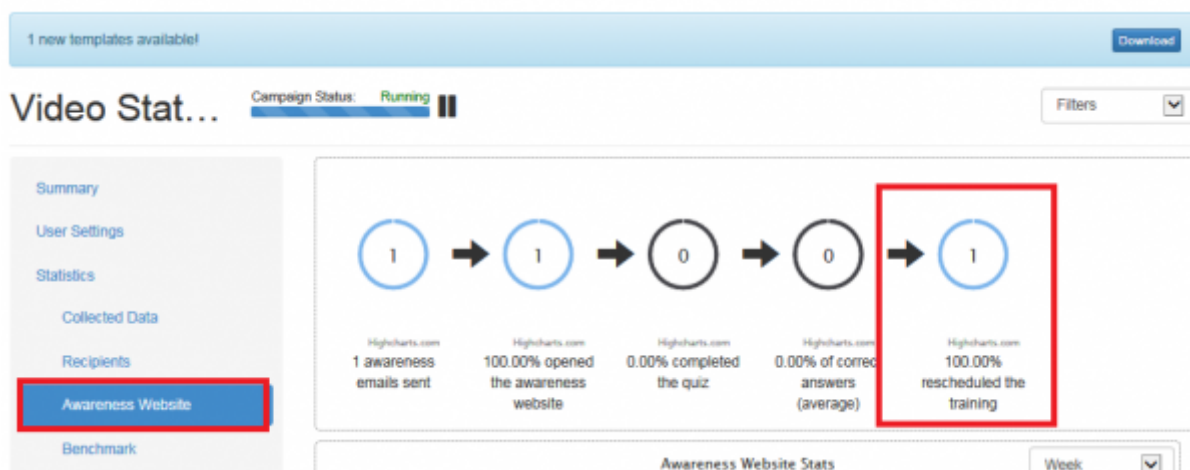 1 new templates available!
Download
Video Stat...
Campaign Status: Running
Filters
Summary
User Settings
Statistics
Collected Data
Recipients
Awareness Website
Benchmark
1
1
0
0
1
Highcharts.com
Highcharts.com
Highcharts.com
Highcharts.com
Highcharts.com
1 awareness
emails sent
100.00% opened
the awareness
website
0.00% completed
the quiz
0.00% of correc
answers
(average)
100.00%
rescheduled the
training
Awareness Website Stats
Week